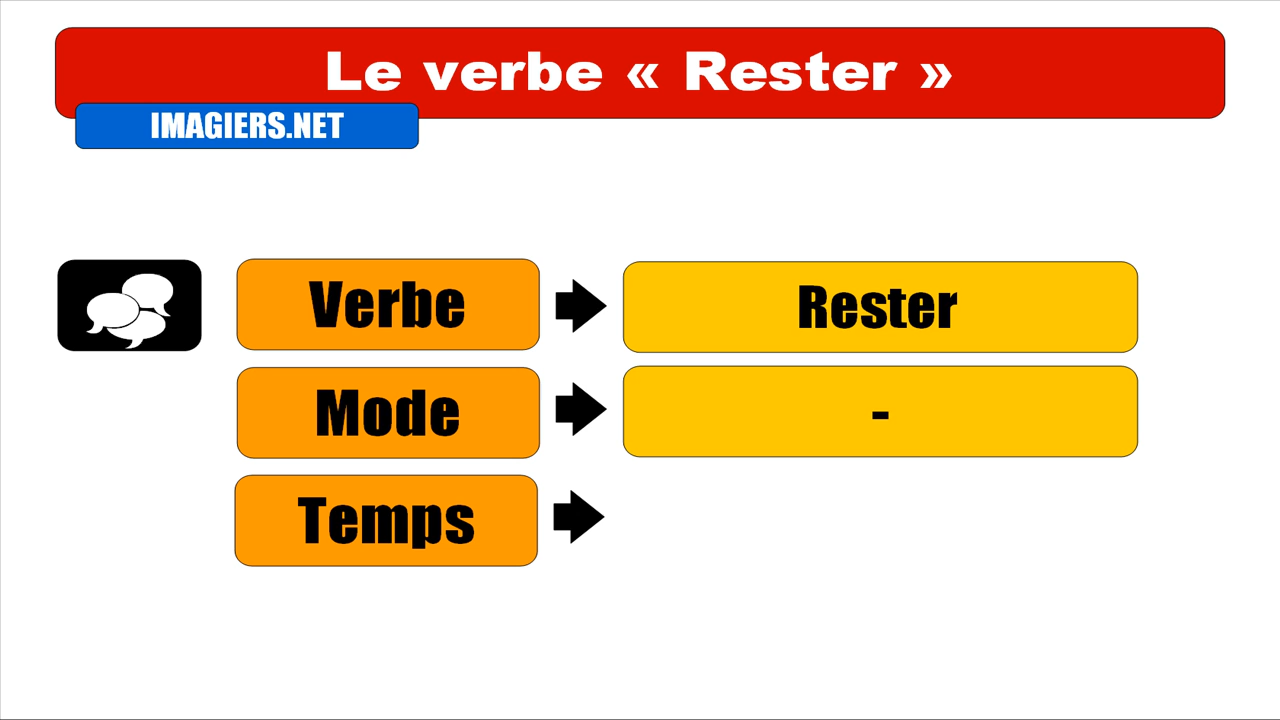 Le verbe « Rester »
IMAGIERS.NET
Verbe
Rester
Mode
-
Temps